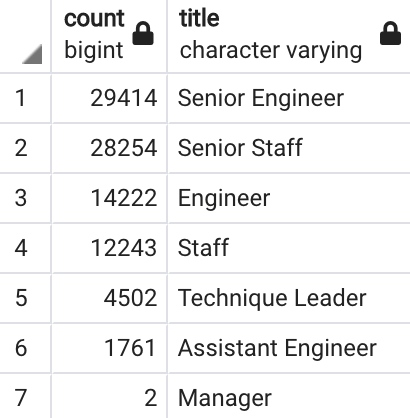 count title
bigint character varying
1 29414 Senior Engineer
2 28254 Senior Staff
3 14222 Engineer
4 12243 Staff
5 4502 Technique Leader
6 1761 Assistant Engineer
7 2 Manager